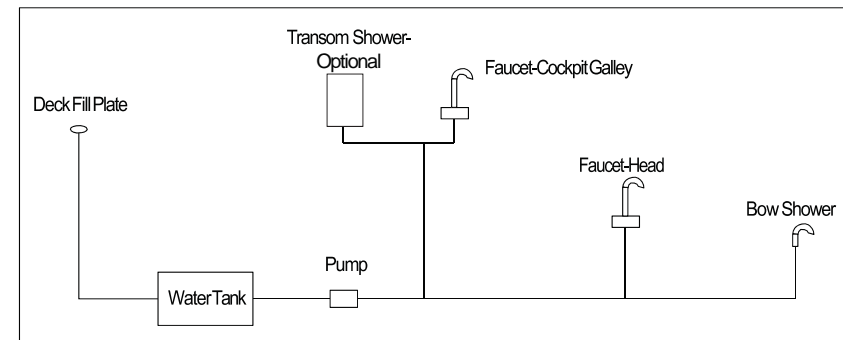 Transom Shower-
Optional
Faucet-Cockpit Galley
Deck Fill Plate
Faucet-Head
Bow Shower
Pump
Water Tank